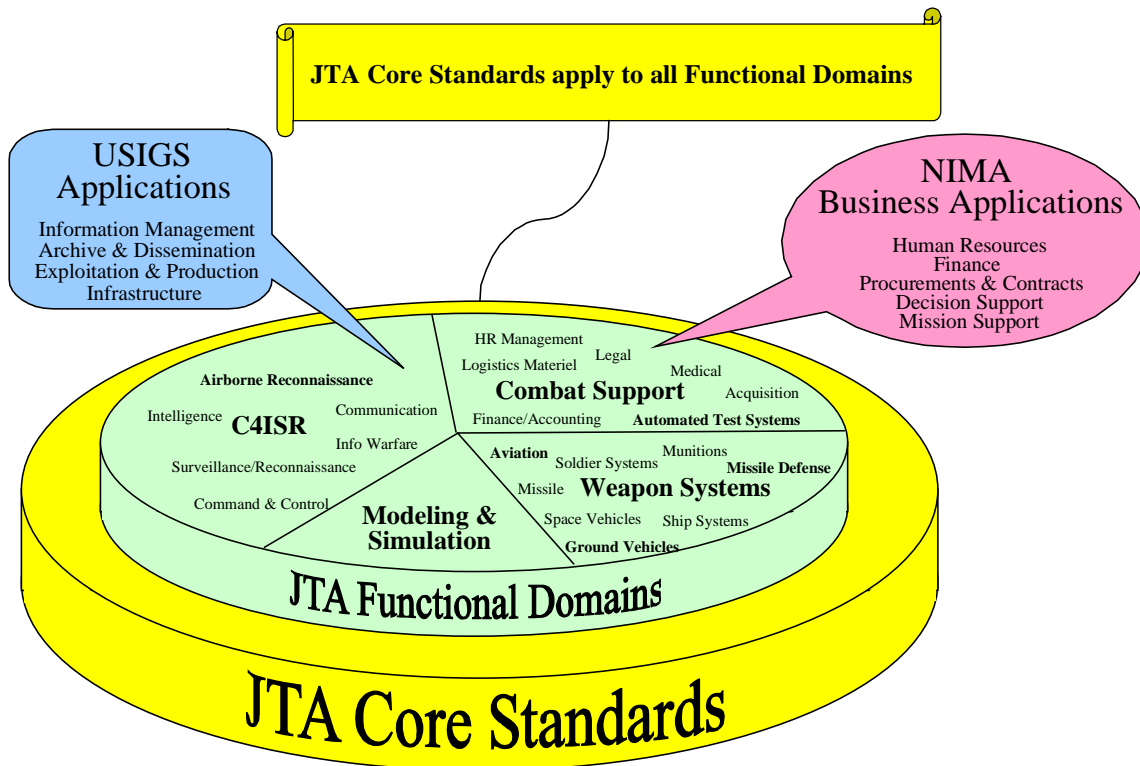 JTA Core Standards apply to all Functional Domains
USIGS
Applications
Information Management
Archive & Dissemination
Exploitation & Production
Infrastructure
NIMA
Business Applications
Human Resources
Finance
Procurements & Contracts
Decision Support
Mission Support
Airborne Reconnaissance
Intelligence
Communication
C4ISR
Info Warfare
Surveillance/Reconnaissance
Command & Control
HR Management
Legal
Logistics Materiel
Medical
Combat Support
Acquisition
Finance/Accounting
Automated Test Systems
Aviation
Munitions
Soldier Systems
Missile Defense
Missile
Weapon Systems
Space Vehicles
Ship Systems
Ground Vehicles
Modeling &
Simulation
JTA Functional Domains
JTA Core Standards